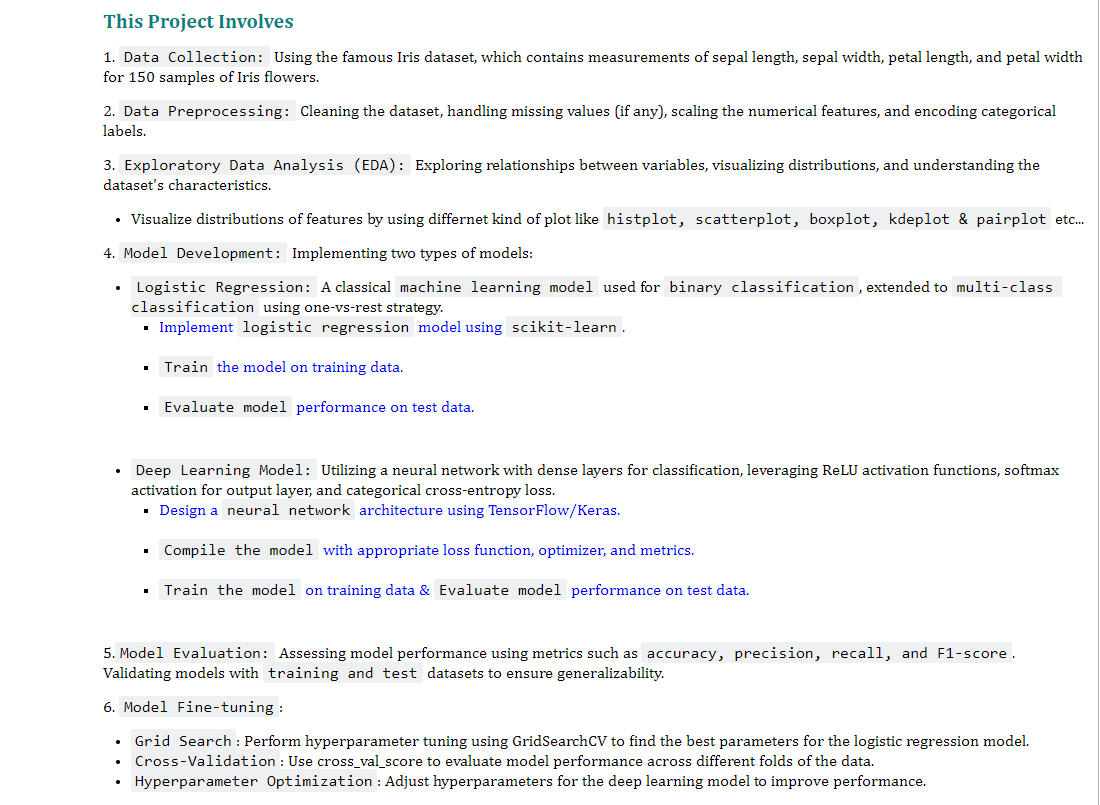 This Project Involves
1. Data Collection: Using the famous Iris dataset, which contains measurements of sepal length, sepal width, petal length, and petal width
for 150 samples of Iris flowers.
2. Data Preprocessing: Cleaning the dataset, handling missing values (if any), scaling the numerical features, and encoding categorical
labels.
3. Exploratory Data Analysis (EDA): Exploring relationships between variables, visualizing distributions, and understanding the
dataset's characteristics.
• Visualize distributions of features by using differnet kind of plot like histplot, scatterplot, boxplot, kdeplot & pairplot etc...
4. Model Development: Implementing two types of models:
• Logistic Regression: A classical machine learning model used for binary classification, extended to multi-class
classification using one-vs-rest strategy.
▪ Implement logistic regression model using scikit-learn.
▪ Train the model on training data.
▪ Evaluate model performance on test data.
• Deep Learning Model: Utilizing a neural network with dense layers for classification, leveraging ReLU activation functions, softmax
activation for output layer, and categorical cross-entropy loss.
▪ Design a neural network architecture using TensorFlow/Keras.
▪ Compile the model with appropriate loss function, optimizer, and metrics.
▪ Train the model on training data & Evaluate model performance on test data.
5. Model Evaluation: Assessing model performance using metrics such as accuracy, precision, recall, and F1-score.
Validating models with training and test datasets to ensure generalizability.
6. Model Fine-tuning:
• Grid Search: Perform hyperparameter tuning using GridSearchCV to find the best parameters for the logistic regression model.
• Cross-Validation: Use cross_val_score to evaluate model performance across different folds of the data.
• Hyperparameter Optimization: Adjust hyperparameters for the deep learning model to improve performance.